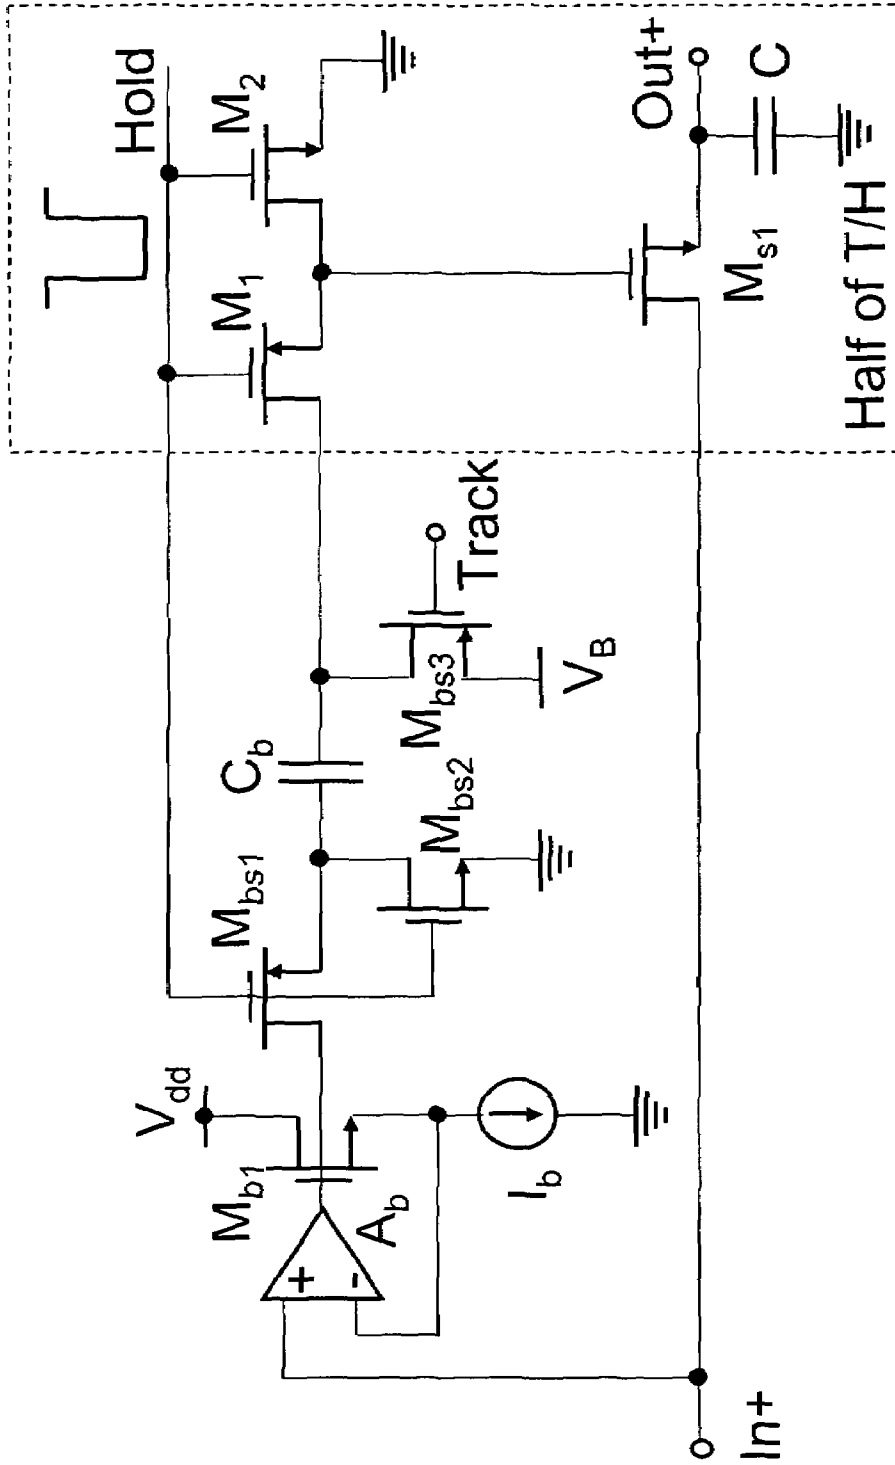 Hold
M1
M2
Vdd
Mb1
Ab
+
-
Ib
Mbs1
Cb
Mbs2
Mbs3
Track
VB
Ms1
Out+
C
In+
Half of T/H